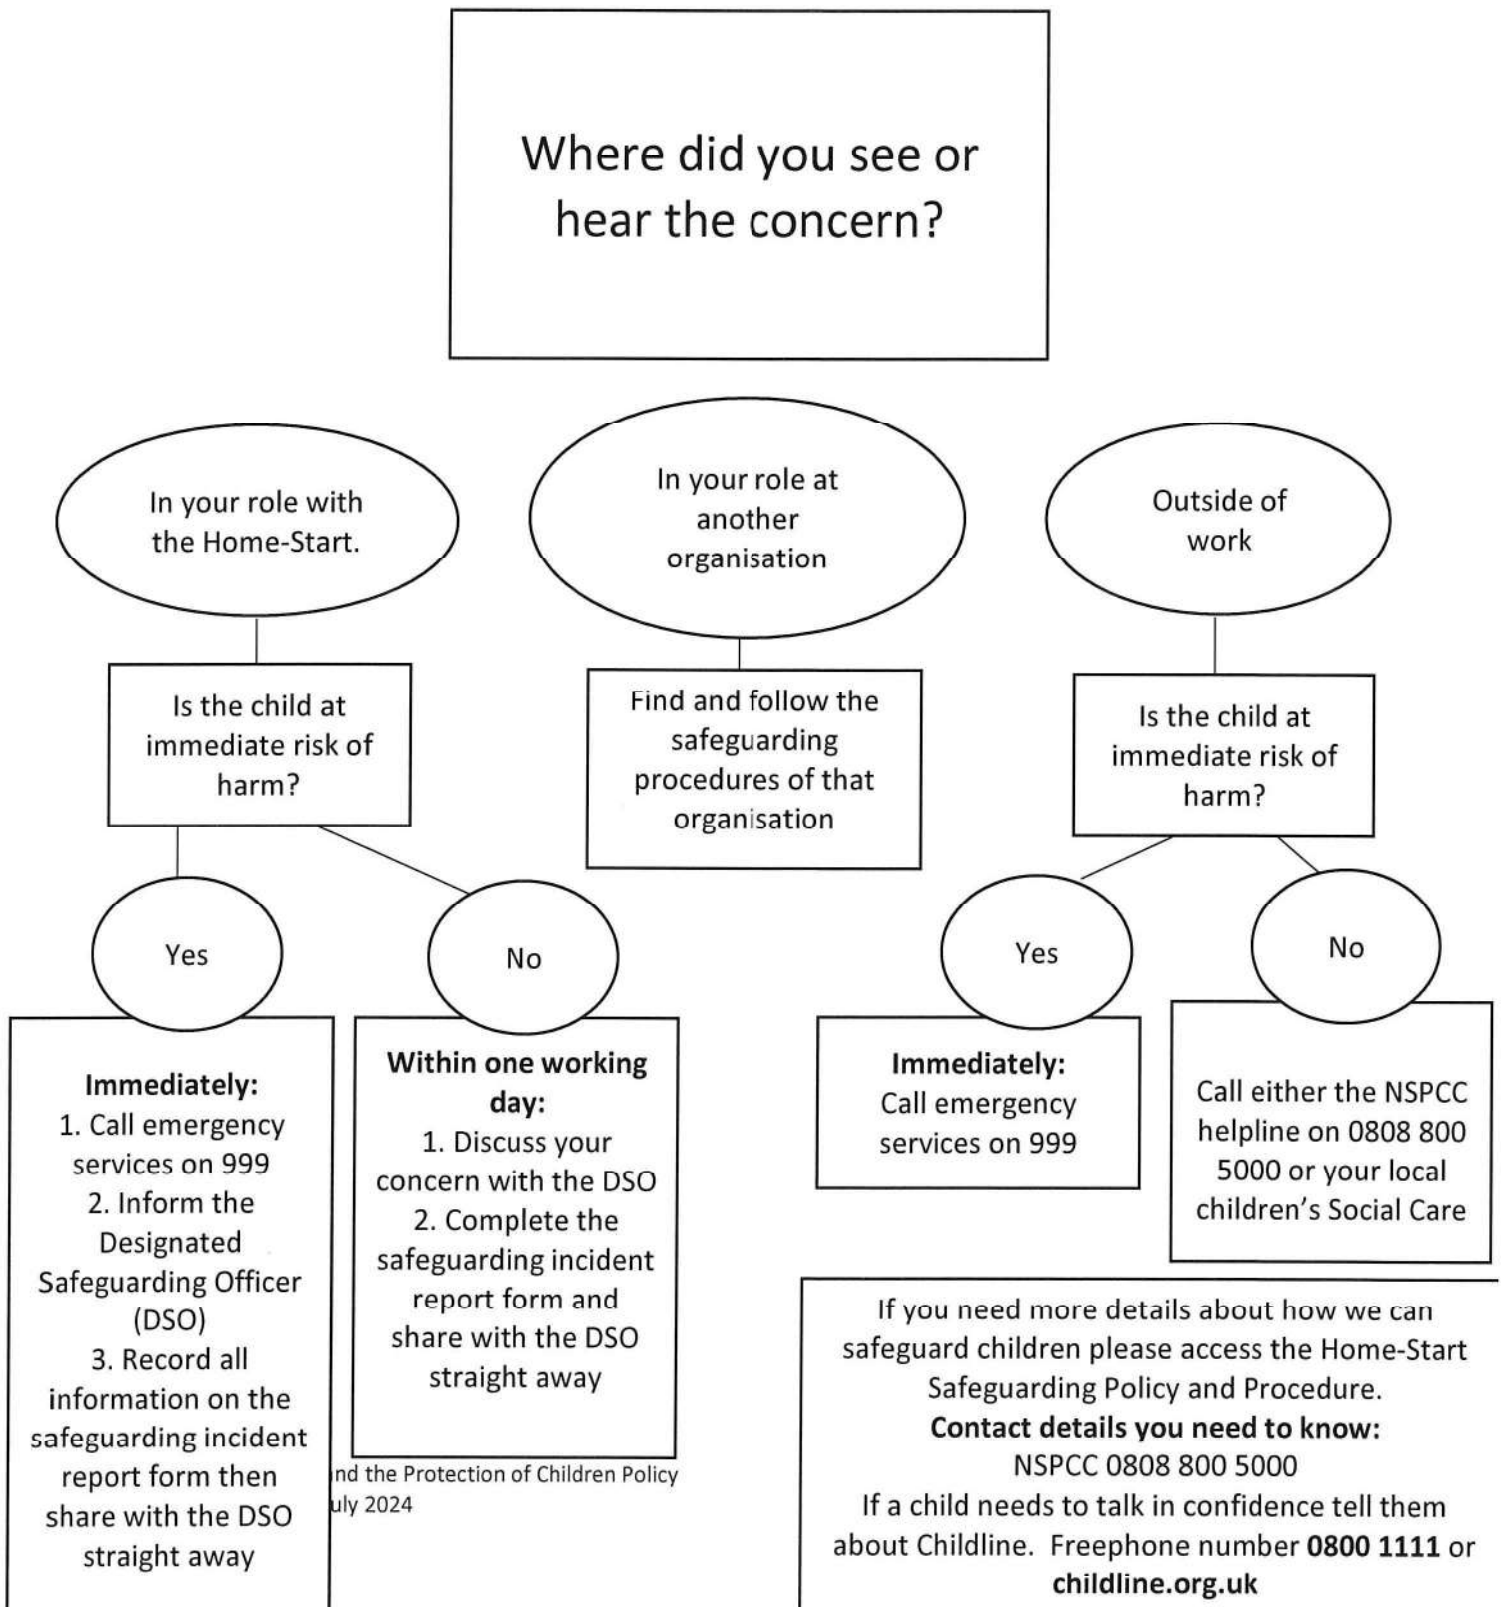 Where did you see or
hear the concern?
In your role with
the Home-Start.
In your role at
another
organisation
Outside of
work
Is the child at
immediate risk of
harm?
Find and follow the
safeguarding
procedures of that
organisation
Is the child at
immediate risk of
harm?
Yes
No
Yes
No
Immediately:
1. Call emergency
services on 999
2. Inform the
Designated
Safeguarding Officer
(DSO)
3. Record all
information on the
safeguarding incident
report form then
share with the DSO
straight away
Within one working
day:
1. Discuss your
concern with the DSO
2. Complete the
safeguarding incident
report form and
share with the DSO
straight away
Immediately:
Call emergency
services on 999
Call either the NSPCC
helpline on 0808 800
5000 or your local
children's Social Care
If you need more details about how we can
safeguard children please access the Home-Start
Safeguarding Policy and Procedure.
Contact details you need to know:
NSPCC 0808 800 5000
If a child needs to talk in confidence tell them
about Childline. Freephone number 0800 1111 or
childline.org.uk
nd the Protection of Children Policy
uly 2024